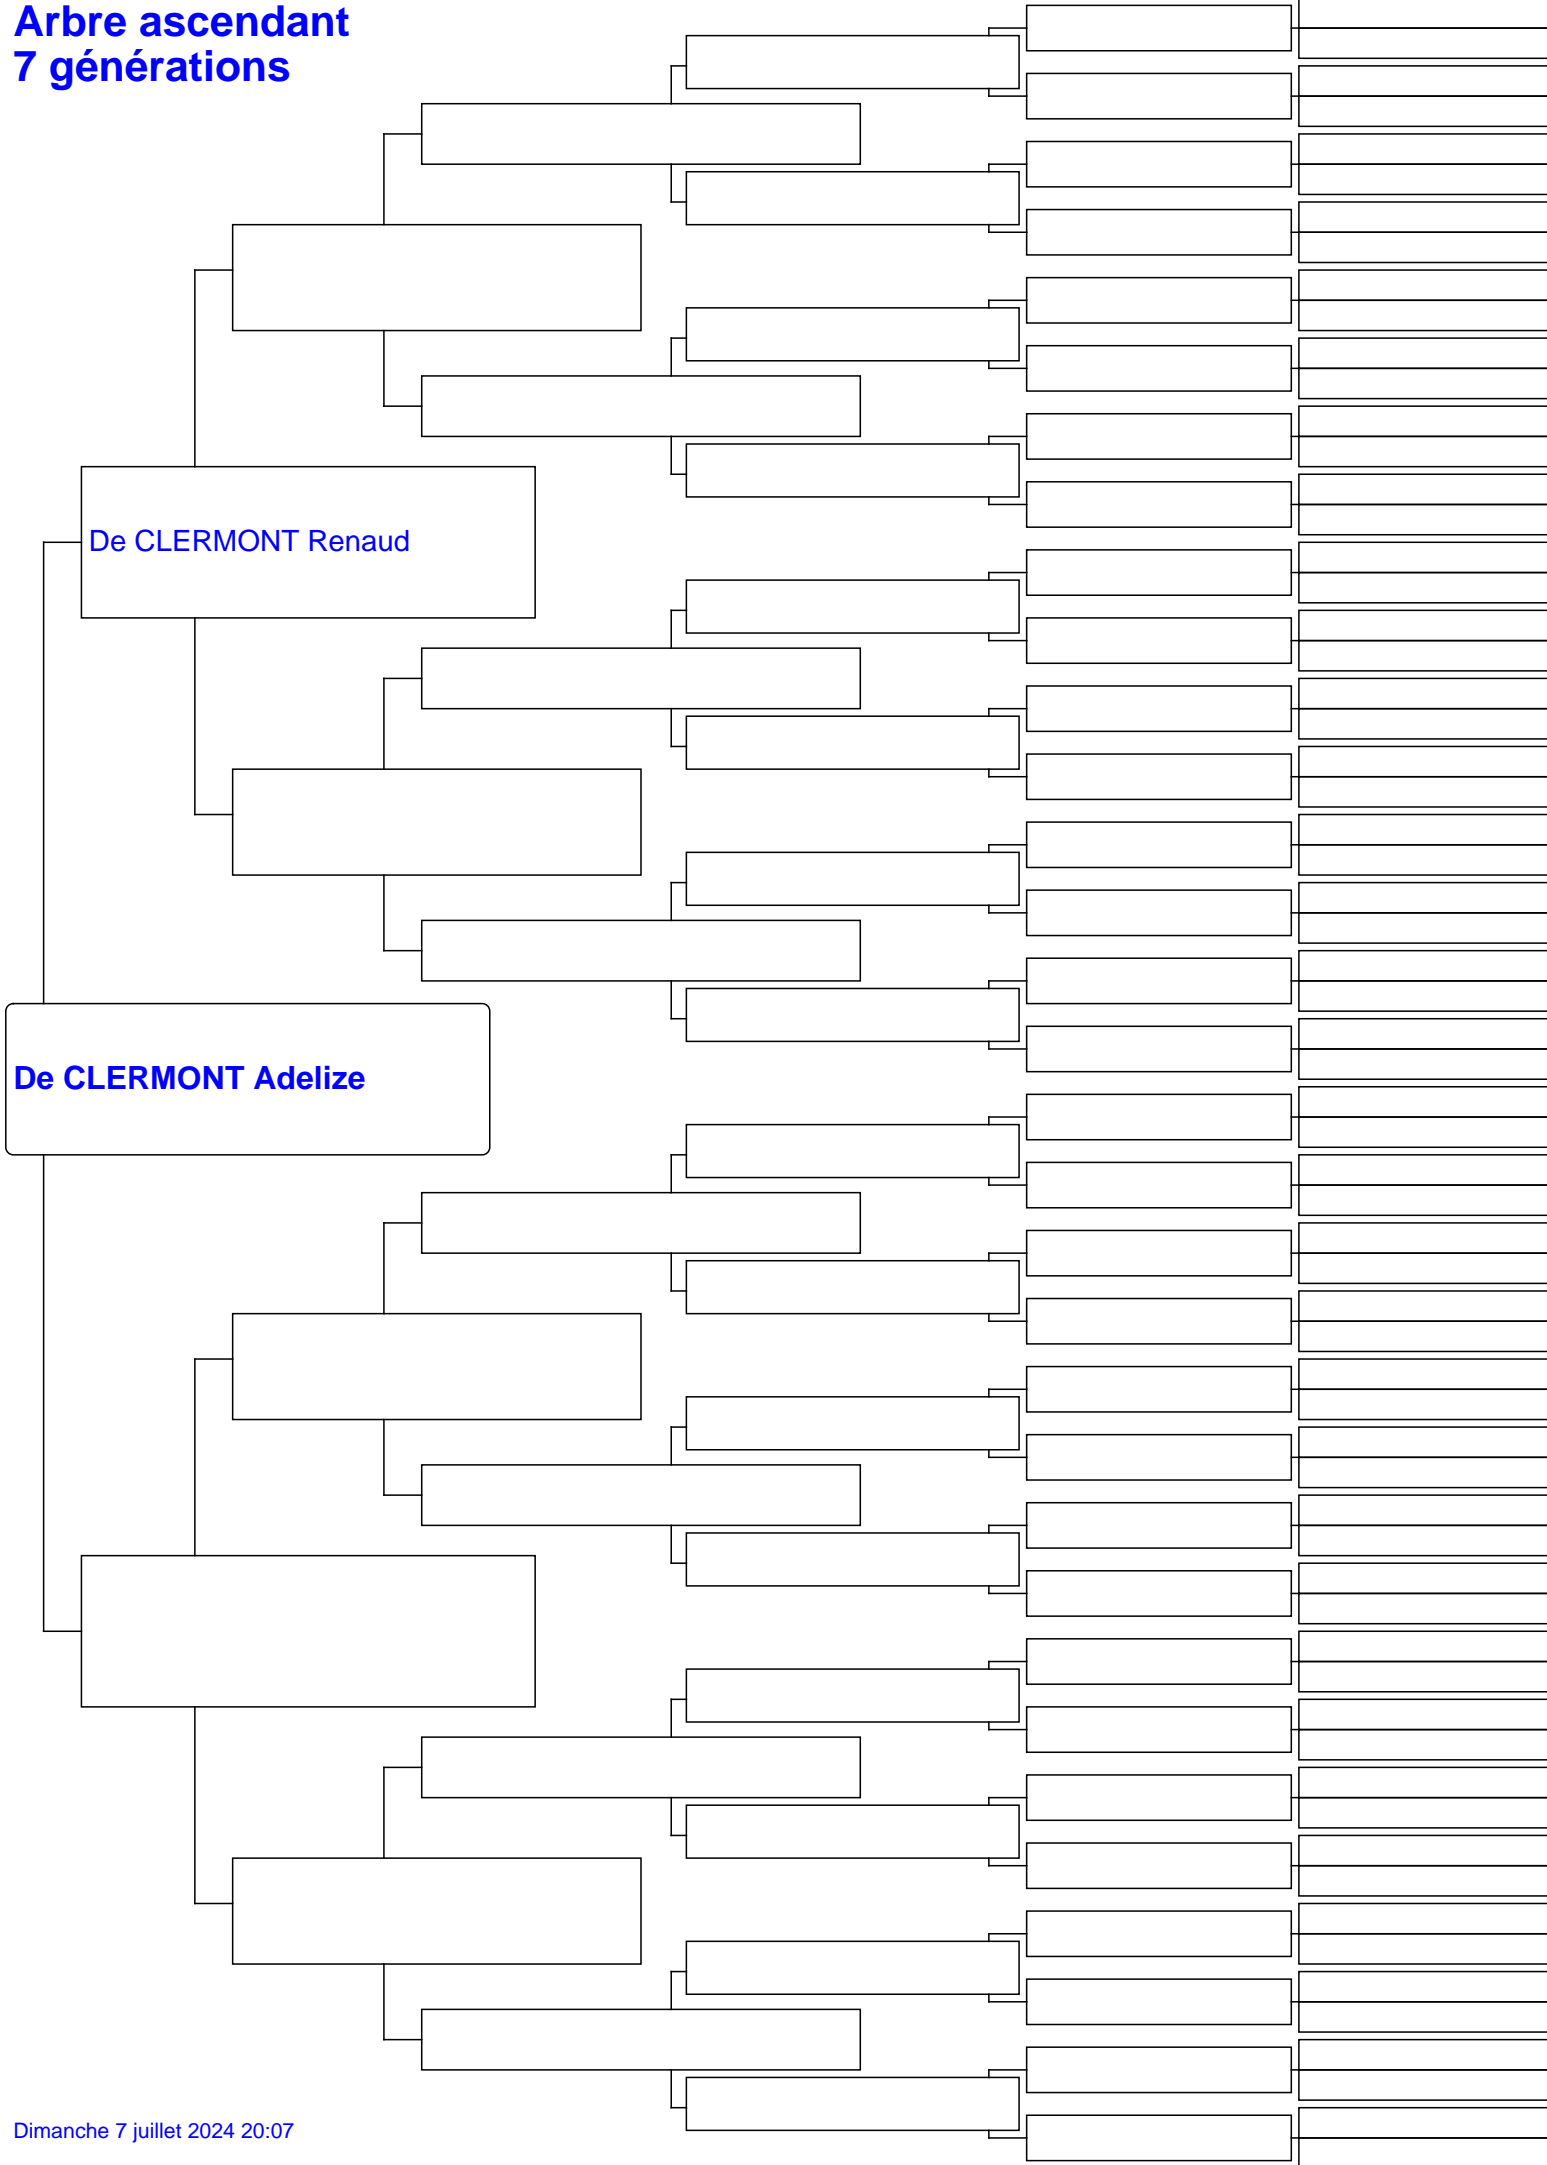 Arbre ascendant
7 générations
De CLERMONT Renaud
De CLERMONT Adelize
Dimanche 7 juillet 2024 20:07